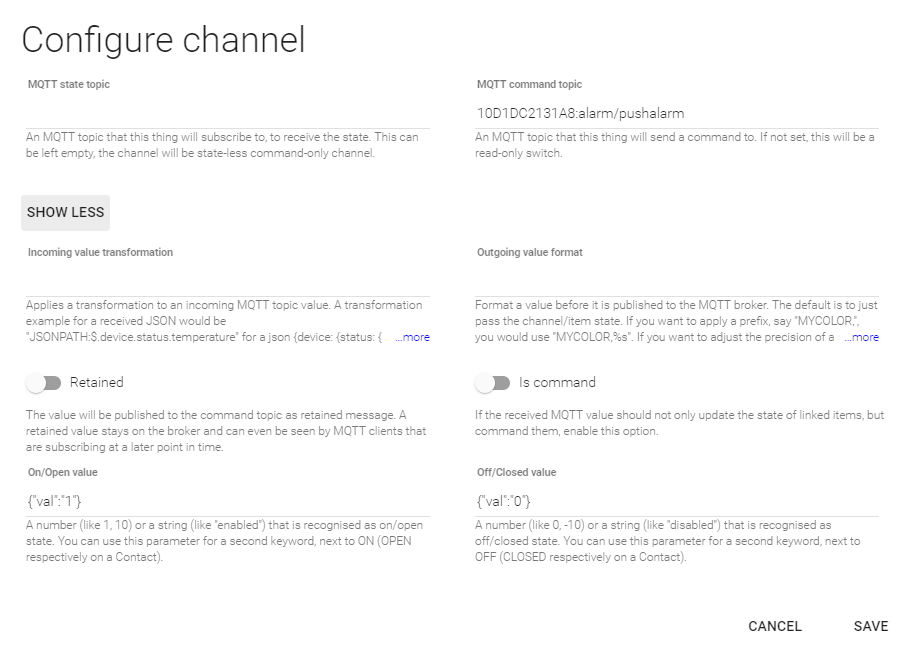 Configure channel
MQTT state topic
An MQTT topic that this thing will subscribe to, to receive the state. This can
be left empty, the channel will be state-less command-only channel.
MQTT command topic
10D1DC2131A8:alarm/pushalarm
An MQTT topic that this thing will send a command to. If not set, this will be a
read-only switch.
SHOW LESS
Incoming value transformation
Applies a transformation to an incoming MQTT topic value. A transformation
example for a received JSON would be
"JSONPATH:$.device.status.temperature" for a json {device: {status: { ...more
Outgoing value format
Format a value before it is published to the MQTT broker. The default is to just
pass the channel/item state. If you want to apply a prefix, say "MYCOLOR,",
you would use "MYCOLOR,%s". If you want to adjust the precision of a ...more
Retained
The value will be published to the command topic as retained message. A
retained value stays on the broker and can even be seen by MQTT clients that
are subscribing at a later point in time.
Is command
If the received MQTT value should not only update the state of linked items, but
command them, enable this option.
On/Open value
{"val":"1"}
A number (like 1, 10) or a string (like "enabled") that is recognised as on/open
state. You can use this parameter for a second keyword, next to ON (OPEN
respectively on a Contact).
Off/Closed value
{"val":"0"}
A number (like 0, -10) or a string (like "disabled") that is recognised as
off/closed state. You can use this parameter for a second keyword, next to
OFF (CLOSED respectively on a Contact).
CANCEL
SAVE